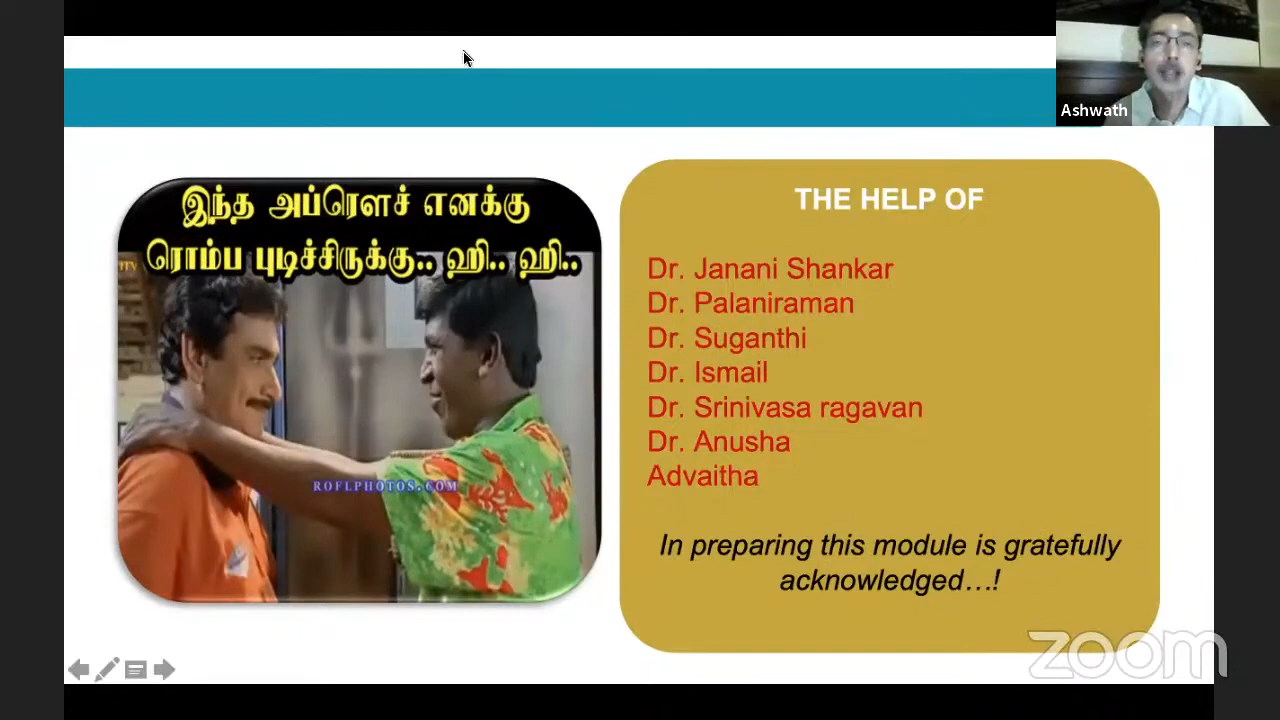 Ashwath
இந்த அப்ரௌச் எனக்கு
ரொம்ப புடிச்சிருக்கு.. ஹி.. ஹி..
ROFLPHOTOS.COM
THE HELP OF
Dr. Janani Shankar
Dr. Palaniraman
Dr. Suganthi
Dr. Ismail
Dr. Srinivasa ragavan
Dr. Anusha
Advaitha
In preparing this module is gratefully
acknowledged…!
zoom